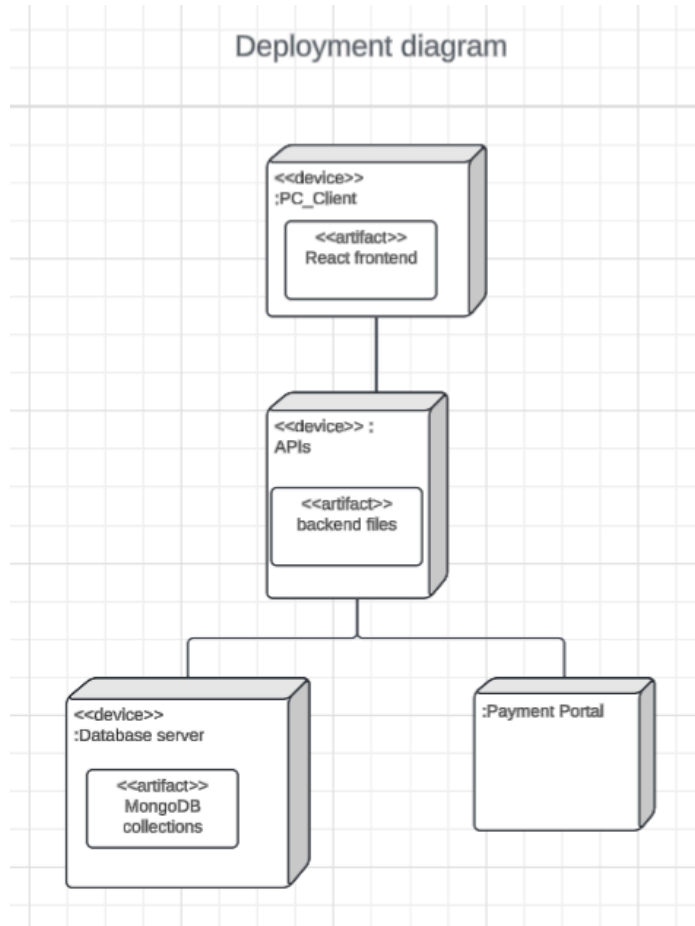 Deployment diagram
<<device>>
:PC_Client
<<artifact>>
React frontend
<<device>> :
APIs
<<artifact>>
backend files
<<device>>
:Database server
<<artifact>>
MongoDB
collections
:Payment Portal